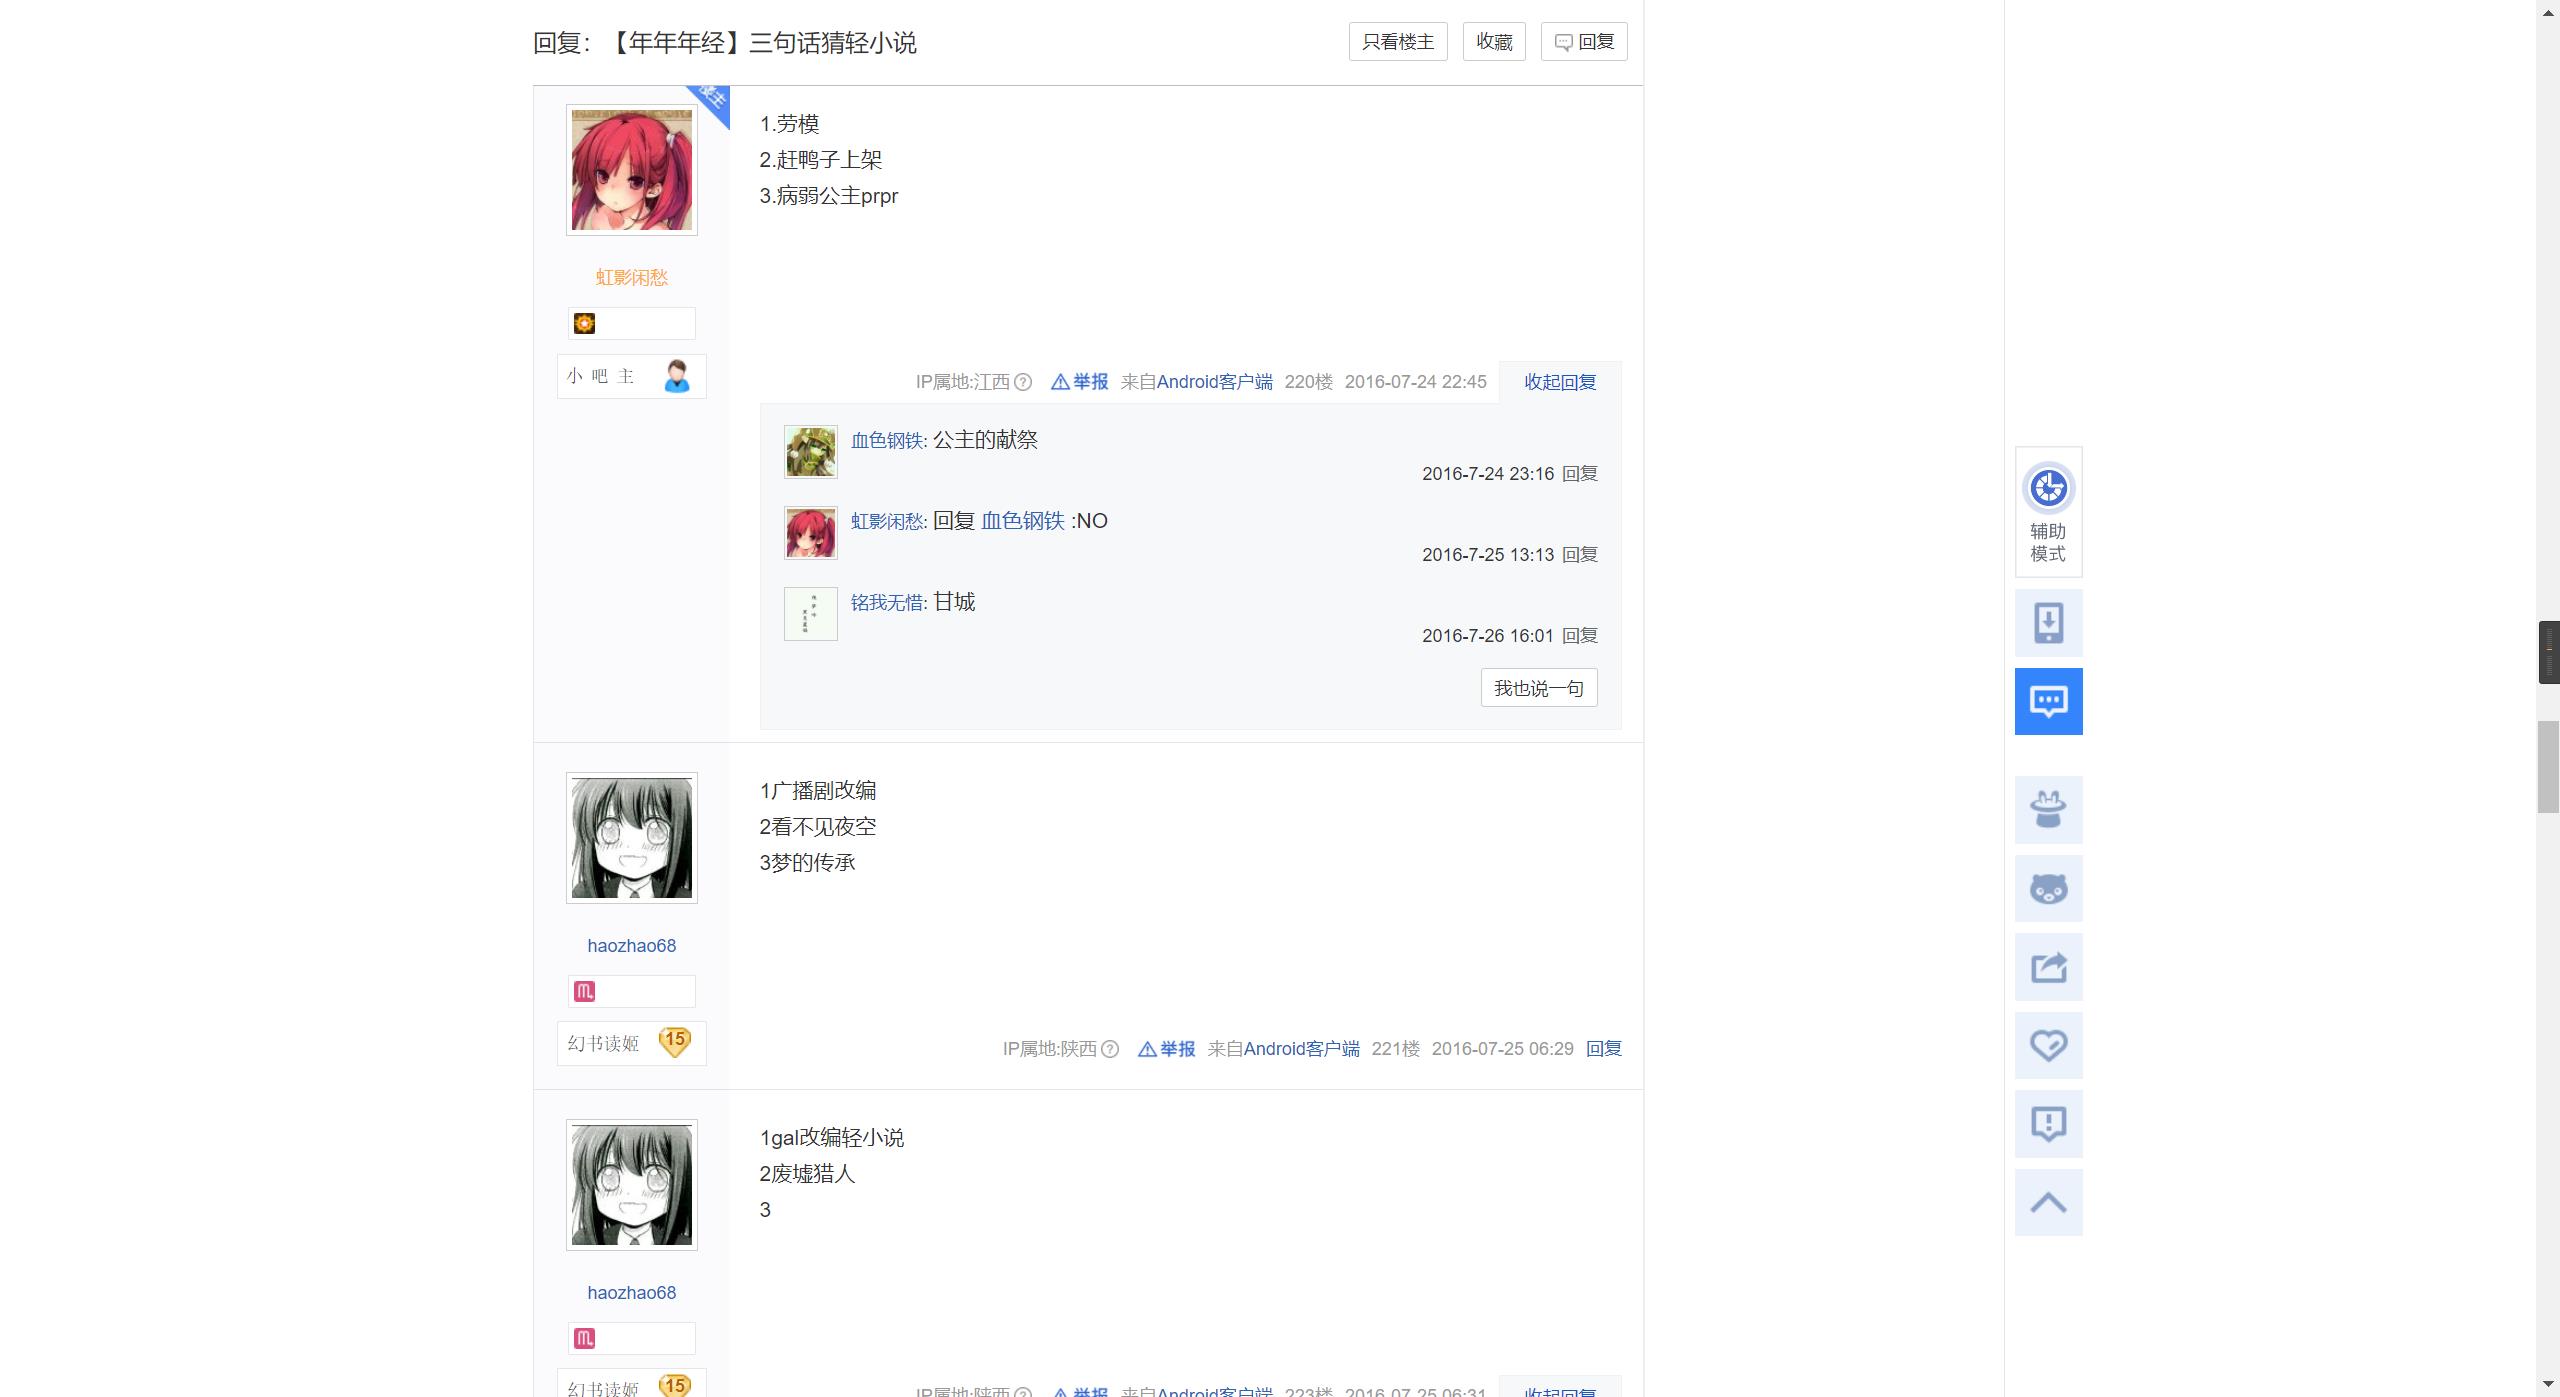 回复：【年年年经】三句话猜轻小说
只看楼主
收藏
回复
楼主
1.劳模
2.赶鸭子上架
3.病弱公主prpr
虹影闲愁
小吧主
IP属地:江西 举报 来自Android客户端 220楼 2016-07-24 22:45 收起回复
血色钢铁: 公主的献祭
2016-7-24 23:16 回复
虹影闲愁: 回复 血色钢铁 :NO
2016-7-25 13:13 回复
铭我无惜: 甘城
2016-7-26 16:01 回复
我也说一句
1广播剧改编
2看不见夜空
3梦的传承
haozhao68
幻书读姬 15
IP属地:陕西 举报 来自Android客户端 221楼 2016-07-25 06:29 回复
1gal改编轻小说
2废墟猎人
3
haozhao68
幻书读姬 15
IP属地:陕西 举报 来自Android客户端 223楼 2016-07-25 06:31 收起回复
辅助
模式